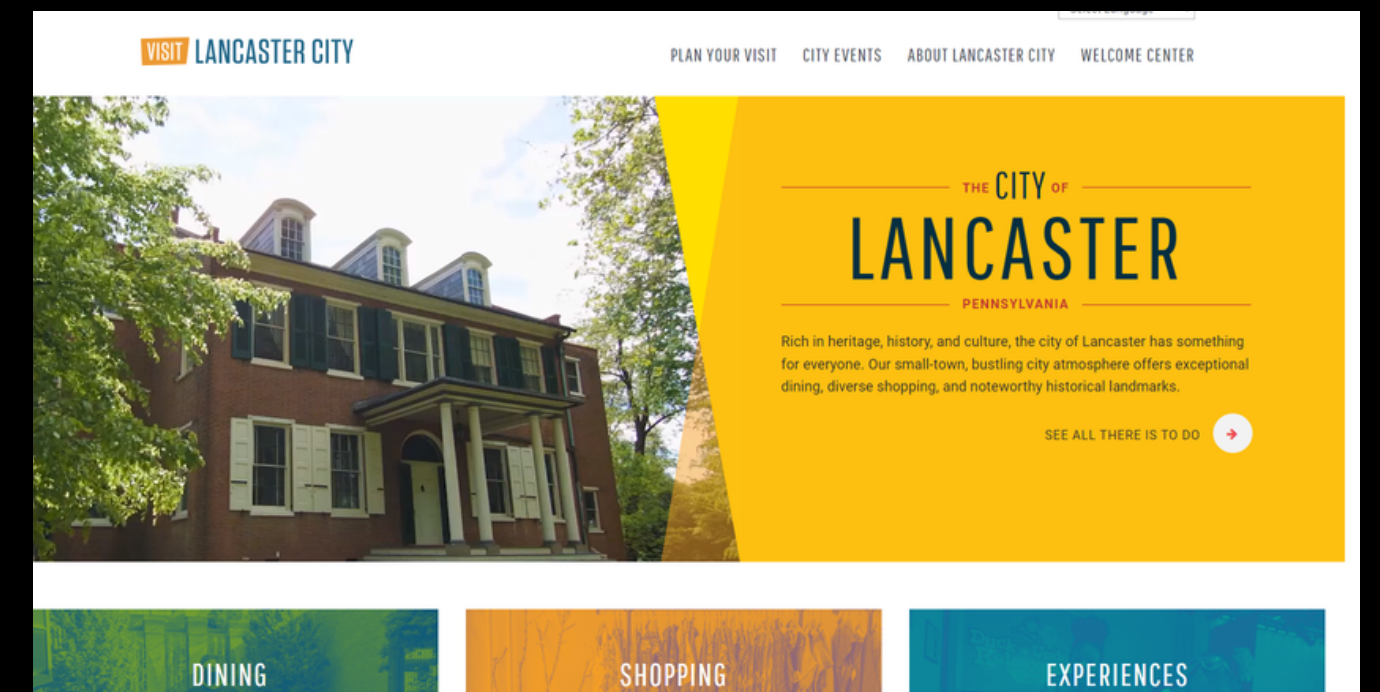 VISIT LANCASTER CITY
PLAN YOUR VISIT CITY EVENTS ABOUT LANCASTER CITY WELCOME CENTER
THE CITY OF
LANCASTER
PENNSYLVANIA
Rich in heritage, history, and culture, the city of Lancaster has something
for everyone. Our small-town, bustling city atmosphere offers exceptional
dining, diverse shopping, and noteworthy historical landmarks.
SEE ALL THERE IS TO DO
DINING SHOPPING EXPERIENCES